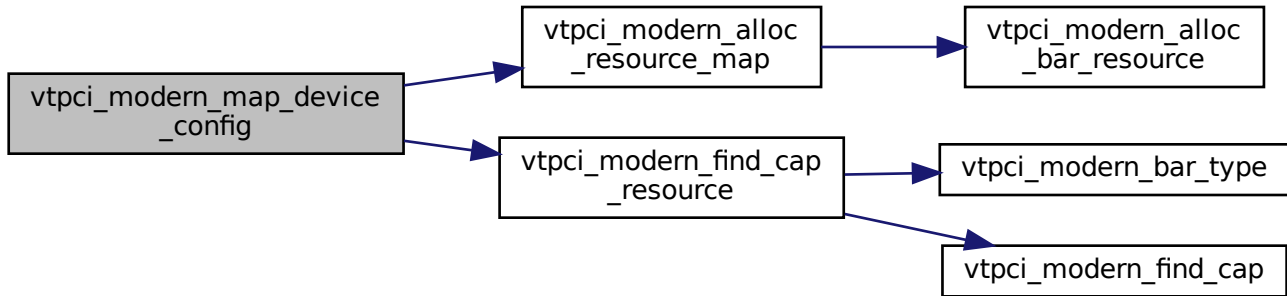 vtpci_modern_map_device
_config
vtpci_modern_alloc
_resource_map
vtpci_modern_alloc
_bar_resource
vtpci_modern_find_cap
_resource
vtpci_modern_bar_type
vtpci_modern_find_cap